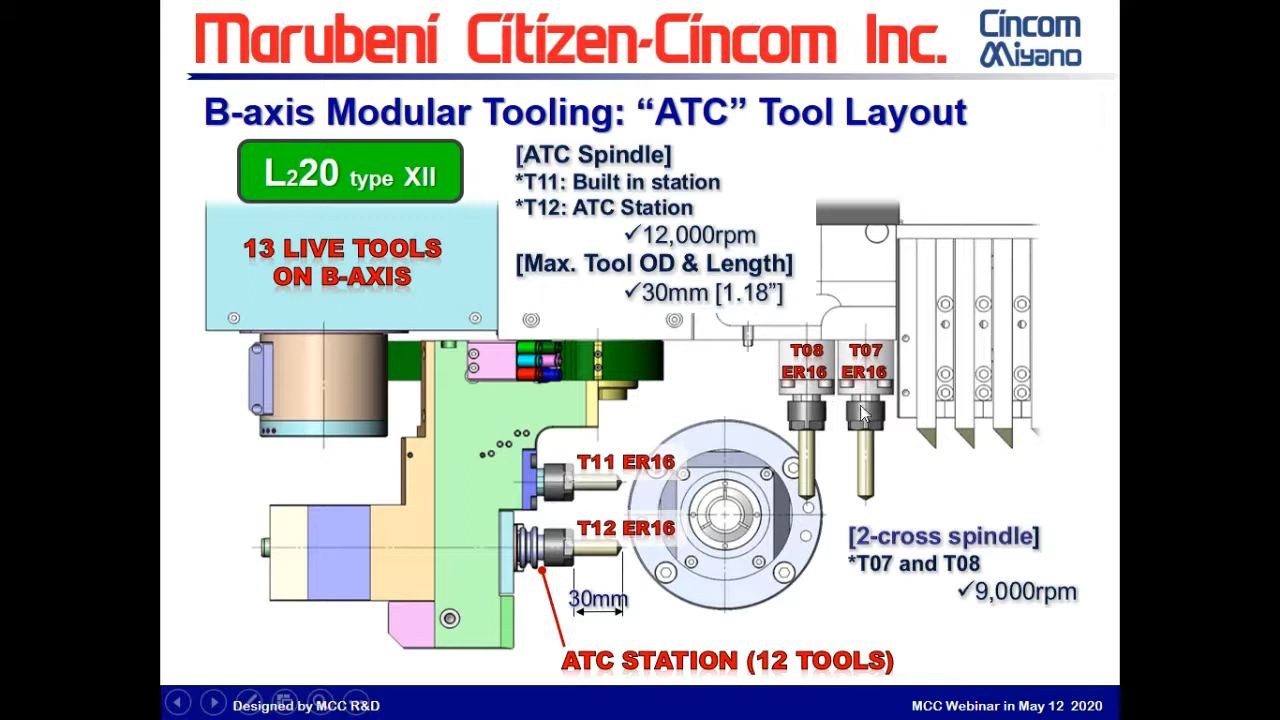 Marubeni Citizen-Cincom Inc.
Cincom
Miyano
B-axis Modular Tooling: “ATC” Tool Layout
L220 type XII
[ATC Spindle]
*T11: Built in station
*T12: ATC Station
✓12,000rpm
[Max. Tool OD & Length]
✓30mm [1.18”]
13 LIVE TOOLS
ON B-AXIS
T08
ER16
T07
ER16
T11 ER16
T12 ER16
30mm
[2-cross spindle]
*T07 and T08
✓9,000rpm
ATC STATION (12 TOOLS)
Designed by MCC R&D
MCC Webinar in May 12 2020